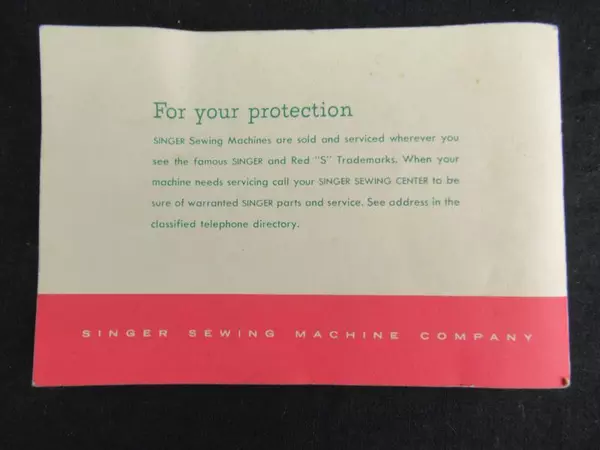 For your protection
SINGER Sewing Machines are sold and serviced wherever you
see the famous SINGER and Red "S" Trademarks. When your
machine needs servicing call your SINGER SEWING CENTER to be
sure of warranted SINGER parts and service. See address in the
classified telephone directory.
SINGER SEWING MACHINE COMPANY